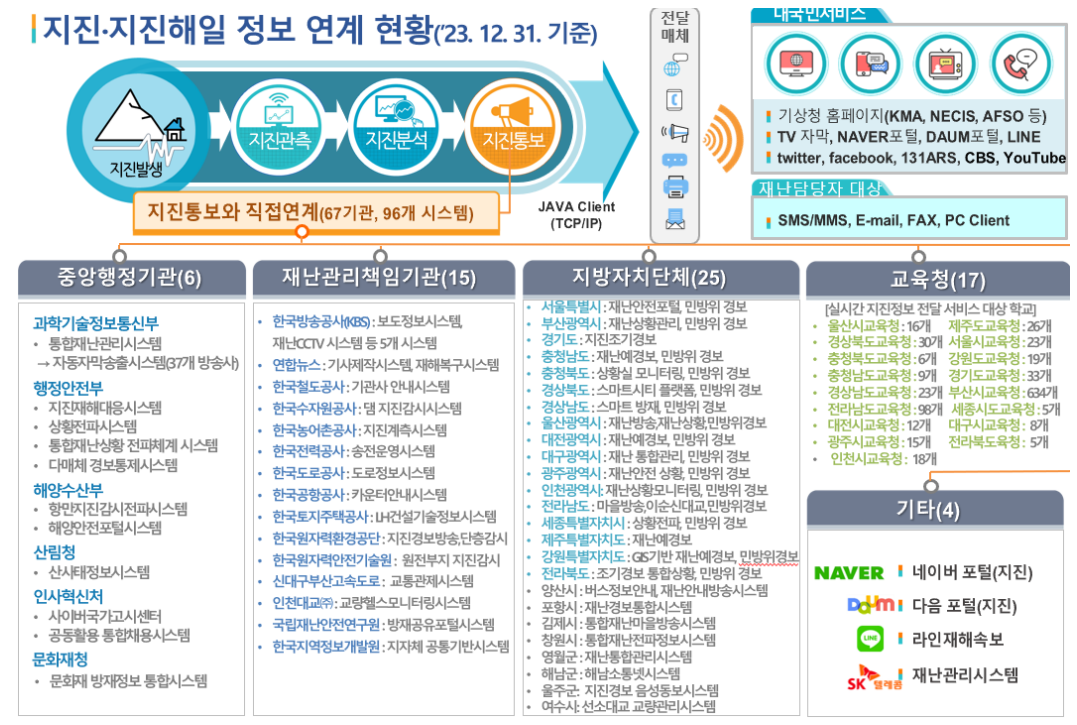 지진·지진해일 정보 연계 현황('23. 12. 31. 기준)
지진발생
지진관측
지진분석
지진통보
지진통보와 직접연계(67기관, 96개 시스템)
JAVA Client
(TCP/IP)
전달
매체
대국민서비스
기상청 홈페이지(KMA, NECIS, AFSO 등)
TV 자막, NAVER포털, DAUM포털, LINE
twitter, facebook, 131ARS, CBS, YouTube
재난담당자 대상
SMS/MMS, E-mail, FAX, PC Client
중앙행정기관(6)
과학기술정보통신부
• 통합재난관리시스템
→ 자동자막송출시스템(37개 방송사)
행정안전부
• 지진재해대응시스템
• 상황전파시스템
• 통합재난상황 전파체계 시스템
• 다매체 경보통제시스템
해양수산부
• 항만지진감시전파시스템
• 해양안전포털시스템
산림청
• 산사태정보시스템
인사혁신처
• 사이버국가고시센터
• 공동활용 통합채용시스템
문화재청
• 문화재 방재정보 통합시스템
재난관리책임기관(15)
• 한국방송공사(KBS) : 보도정보시스템,
재난CCTV 시스템 등 5개 시스템
• 연합뉴스 : 기사제작시스템, 재해복구시스템
• 한국철도공사 : 기관사 안내시스템
• 한국수자원공사 : 댐 지진감시시스템
• 한국농어촌공사 : 지진계측시스템
• 한국전력공사 : 송전운영시스템
• 한국도로공사 : 도로정보시스템
• 한국공항공사 : 카운터안내시스템
• 한국토지주택공사 : LH건설기술정보시스템
• 한국원자력환경공단 : 지진경보방송,단층감시
• 한국원자력안전기술원 : 원전부지 지진감시
• 신대구부산고속도로 : 교통관제시스템
• 인천대교㈜ : 교량헬스모니터링시스템
• 국립재난안전연구원 : 방재공유포털시스템
• 한국지역정보개발원 : 지자체 공통기반시스템
지방자치단체(25)
• 서울특별시 : 재난안전포털, 민방위 경보
• 부산광역시 : 재난상황관리, 민방위 경보
• 경기도 : 지진조기경보
• 충청남도 : 재난예경보, 민방위 경보
• 충청북도 : 상황실 모니터링, 민방위 경보
• 경상북도 : 스마트시티 플랫폼, 민방위 경보
• 경상남도 : 스마트 방재, 민방위 경보
• 울산광역시 : 재난방송,재난상황,민방위경보
• 대전광역시 : 재난예경보, 민방위 경보
• 대구광역시 : 재난 통합관리, 민방위 경보
• 광주광역시 : 재난안전 상황, 민방위 경보
• 인천광역시: 재난상황모니터링, 민방위 경보
• 전라남도 : 마을방송,이순신대교,민방위경보
• 세종특별자치시 : 상황전파, 민방위 경보
• 제주특별자치도 : 재난예경보
• 강원특별자치도 : GIS기반 재난예경보, 민방위경보
• 전라북도 : 조기경보 통합상황, 민방위 경보
• 양산시 : 버스정보안내, 재난안내방송시스템
• 포항시 : 재난경보통합시스템
• 김제시 : 통합재난마을방송시스템
• 창원시 : 통합재난전파정보시스템
• 영월군 : 재난통합관리시스템
• 해남군 : 해남소통넷시스템
• 울주군: 지진경보 음성동보시스템
• 여수시: 선소대교 교량관리시스템
교육청(17)
[실시간 지진정보 전달 서비스 대상 학교]
• 울산시교육청 : 16개 제주도교육청 : 26개
• 경상북도교육청 : 30개 서울시교육청 : 23개
• 충청북도교육청 : 6개 강원도교육청 : 19개
• 충청남도교육청 : 9개 경기도교육청 : 33개
• 경상남도교육청 : 23개 부산시교육청 : 634개
• 전라남도교육청 : 98개 세종시도교육청 : 5개
• 대전시교육청 : 12개 대구시교육청 : 8개
• 광주시교육청 : 15개 전라북도육청 : 5개
• 인천시교육청 : 18개
기타(4)
NAVER 네이버 포털(지진)
Daum 다음 포털(지진)
LINE 라인재해속보
SK텔레콤 재난관리시스템